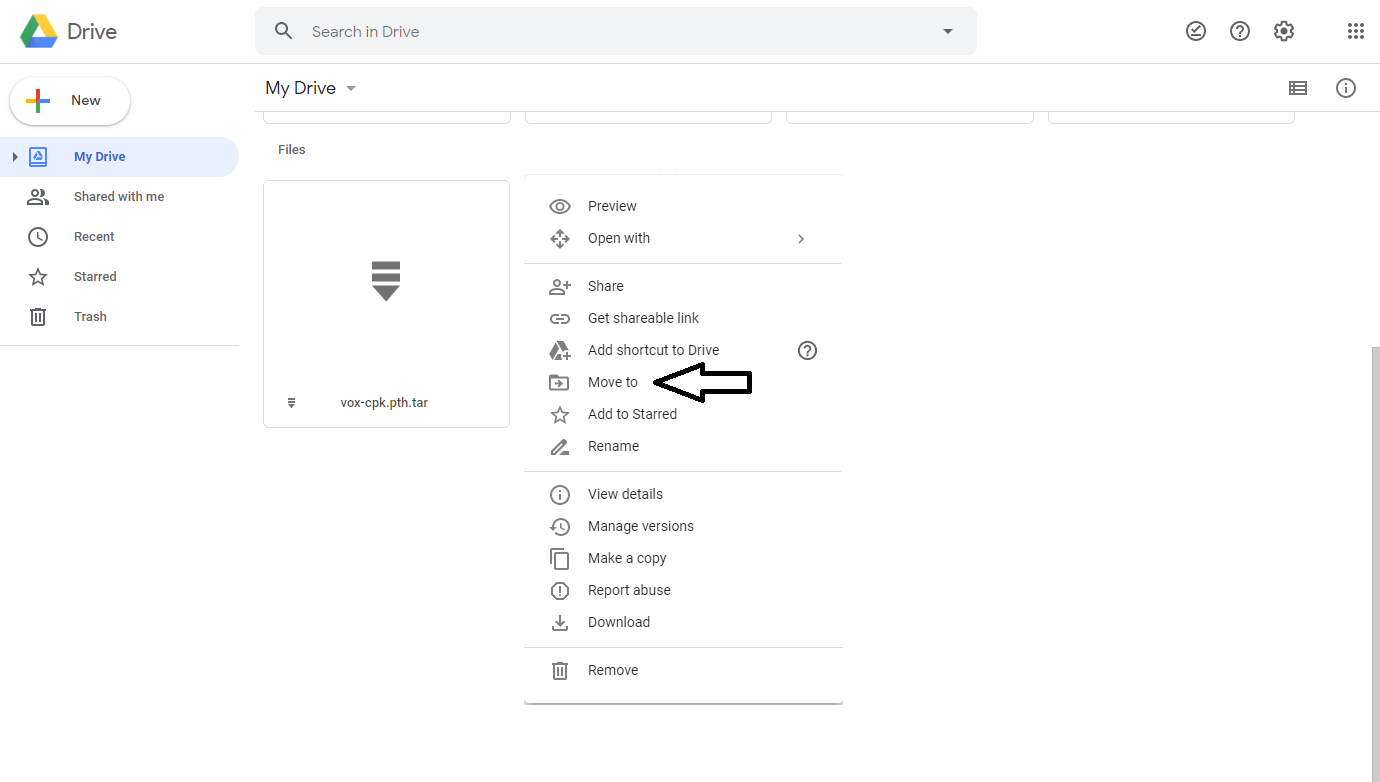 Drive
Search in Drive
New
My Drive
My Drive
Shared with me
Recent
Starred
Trash
Files
vox-cpk.pth.tar
Preview
Open with
Share
Get shareable link
Add shortcut to Drive
Move to
Add to Starred
Rename
View details
Manage versions
Make a copy
Report abuse
Download
Remove